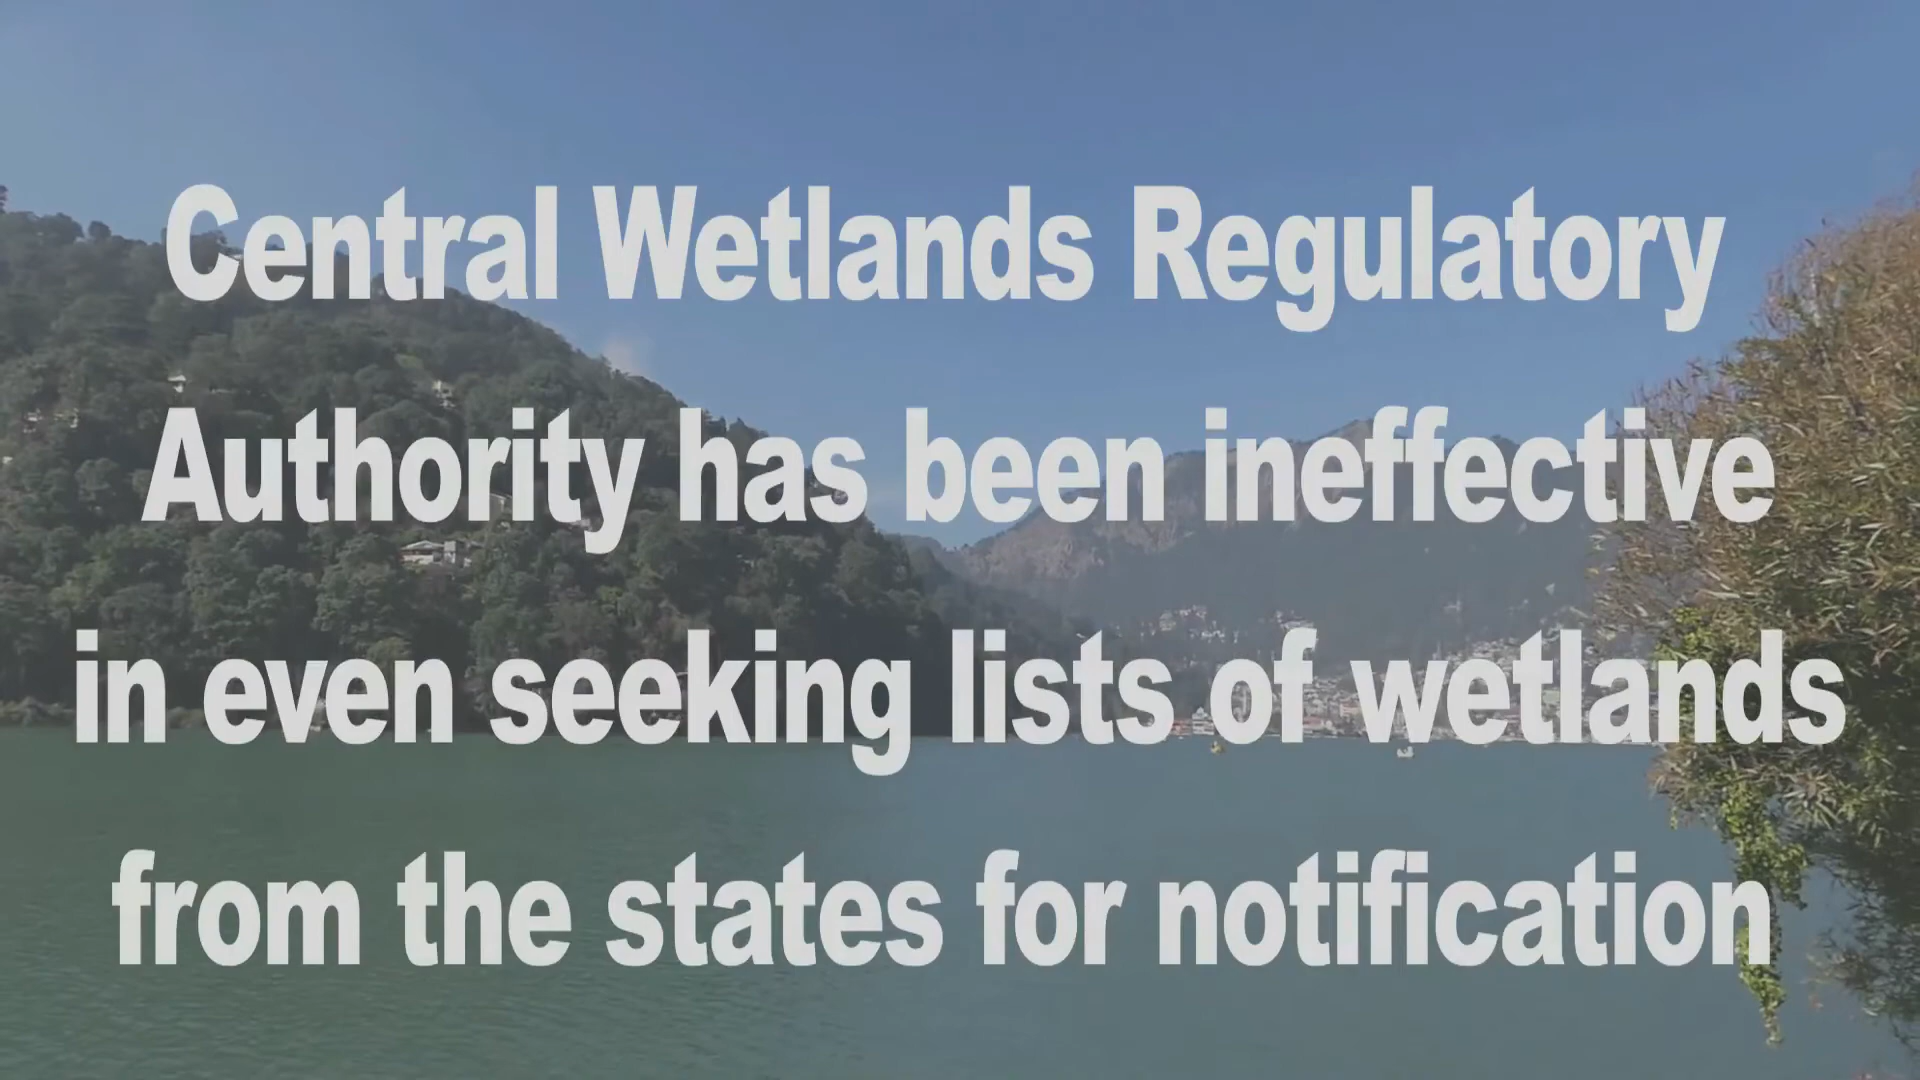 Central Wetlands Regulatory
Authority has been ineffective
in even seeking lists of wetlands
from the states for notification